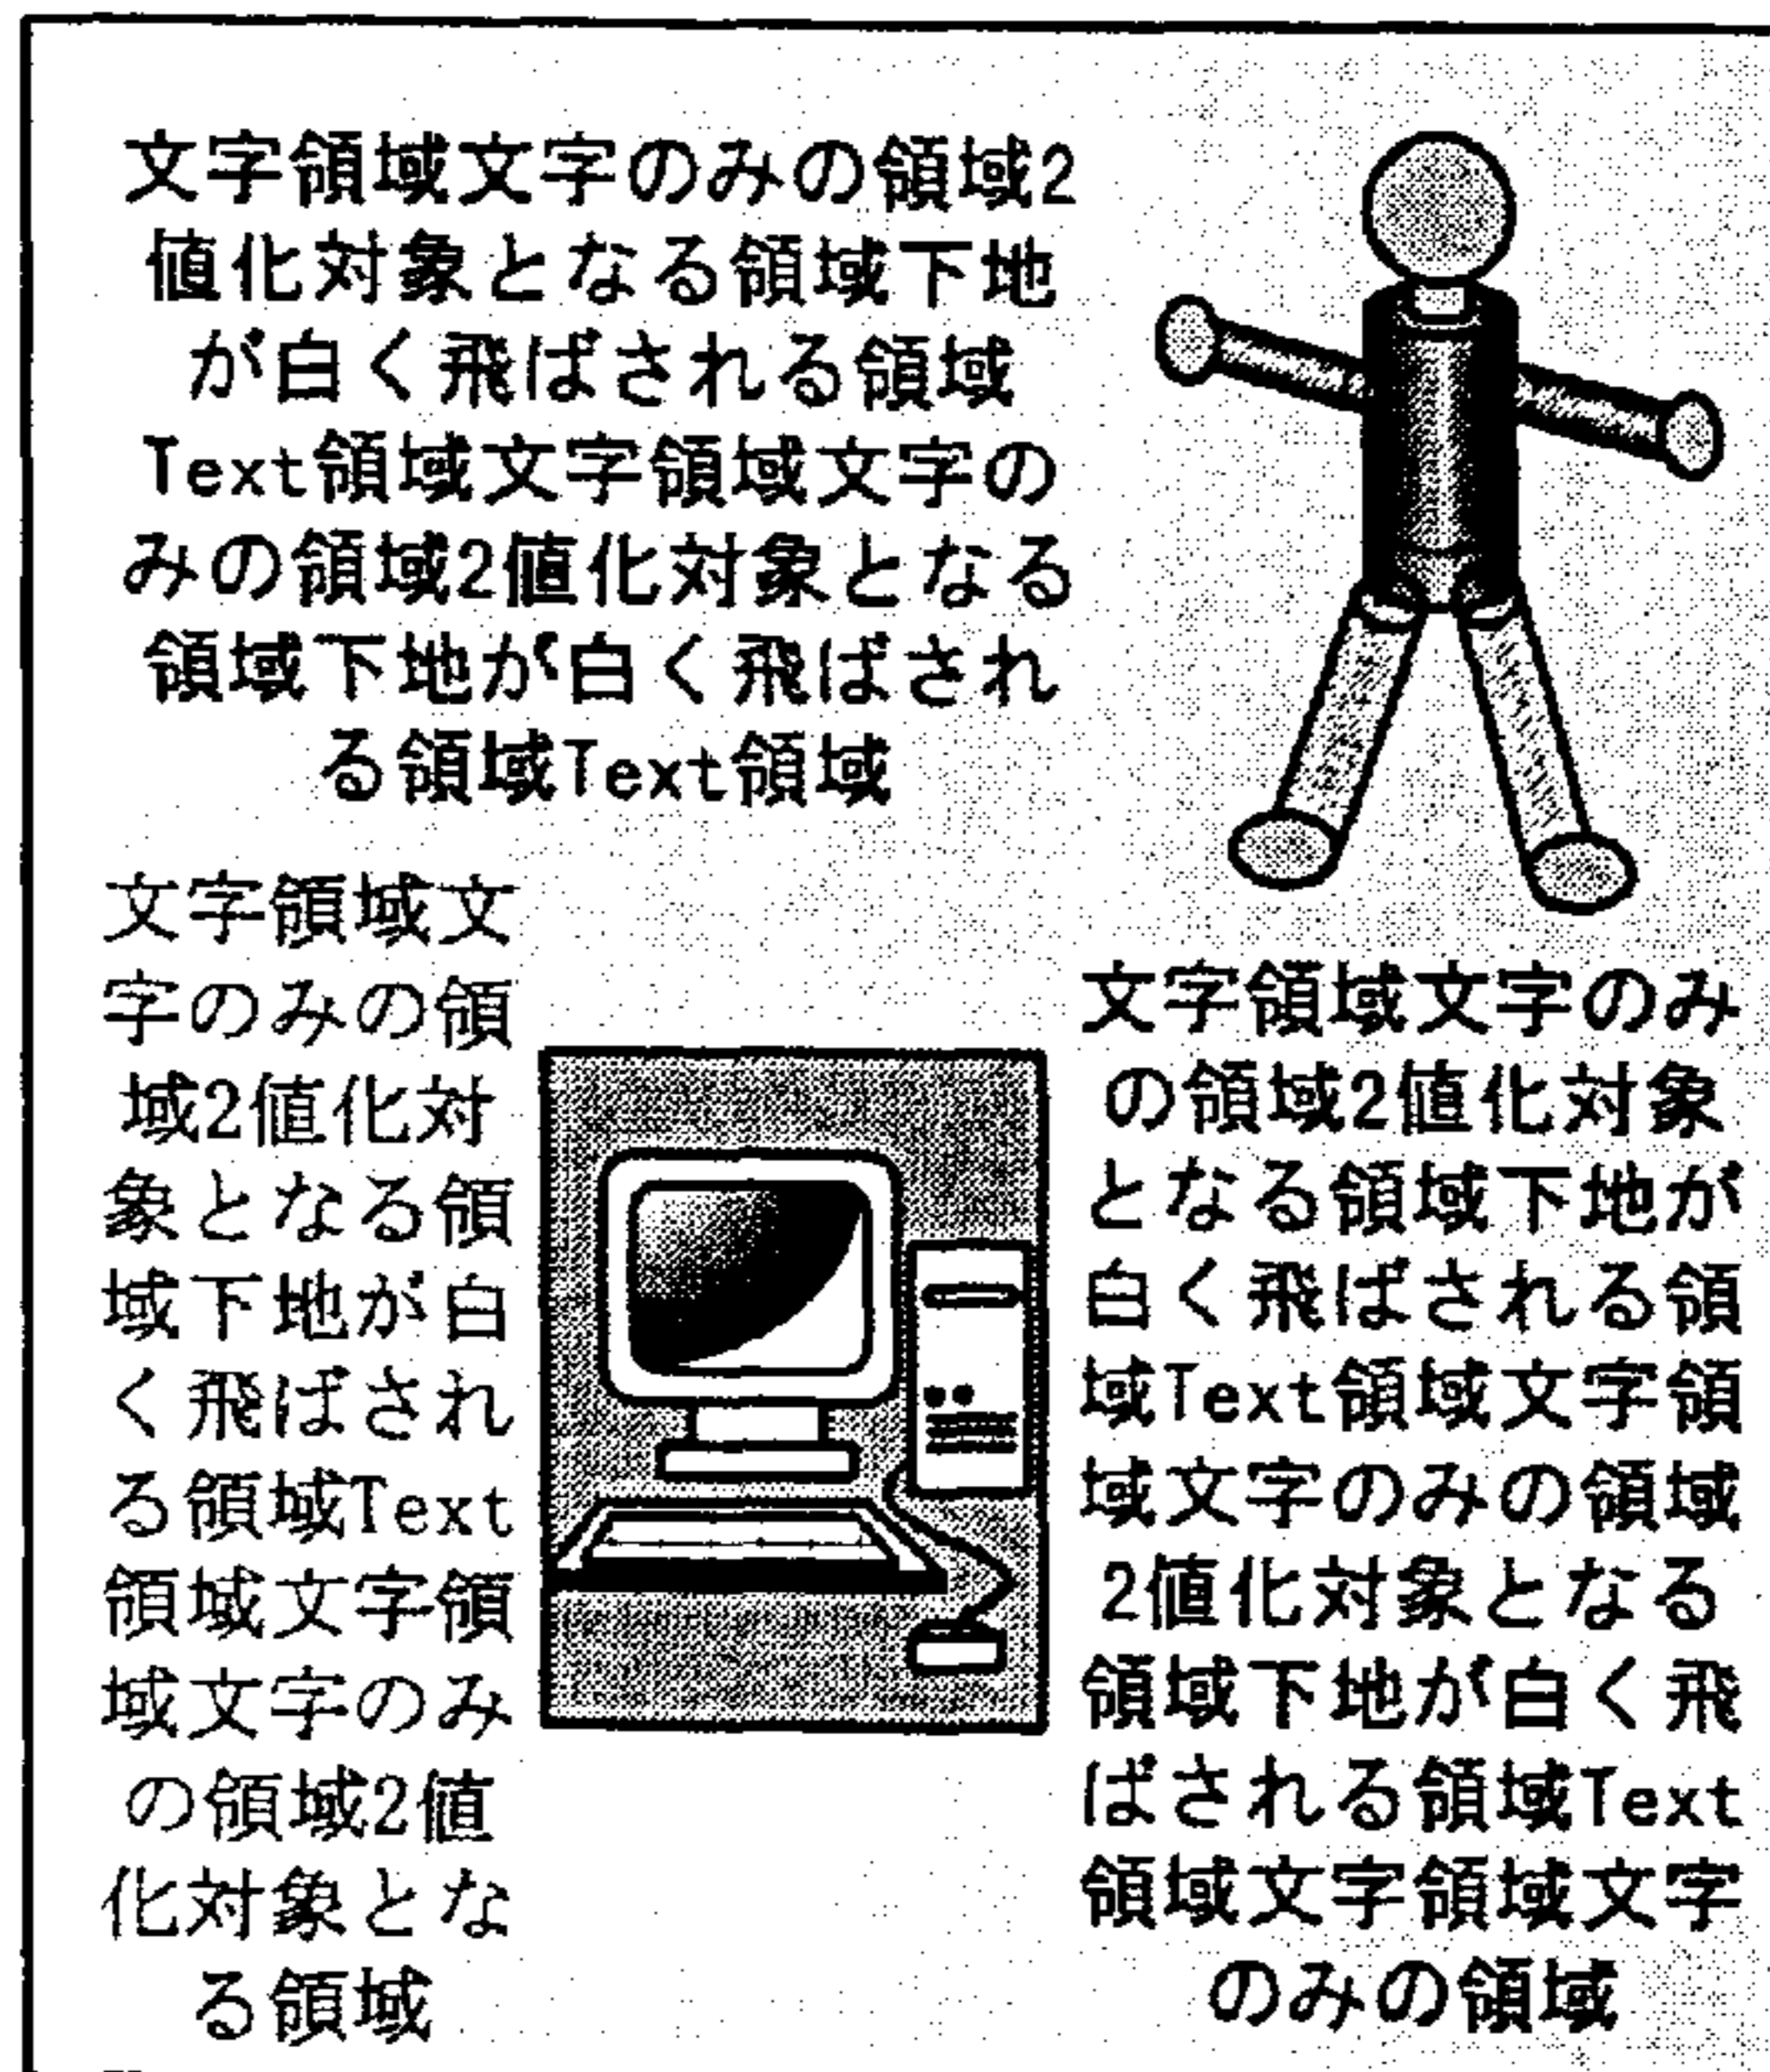 文字領域文字のみの領域2
値化対象となる領域下地
が白く飛ばされる領域
Text領域文字領域文字の
みの領域2値化対象となる
領域下地が白く飛ばされ
る領域Text領域
文字領域文
字のみの領
域2値化対
象となる領
域下地が白
く飛ばされ
る領域Text
領域文字領
域文字のみ
の領域2値
化対象とな
る領域
文字領域文字のみ
の領域2値化対象
となる領域下地が
白く飛ばされる領
域Text領域文字領
域文字のみの領域
2値化対象となる
領域下地が白く飛
ばされる領域Text
領域文字領域文字
のみの領域